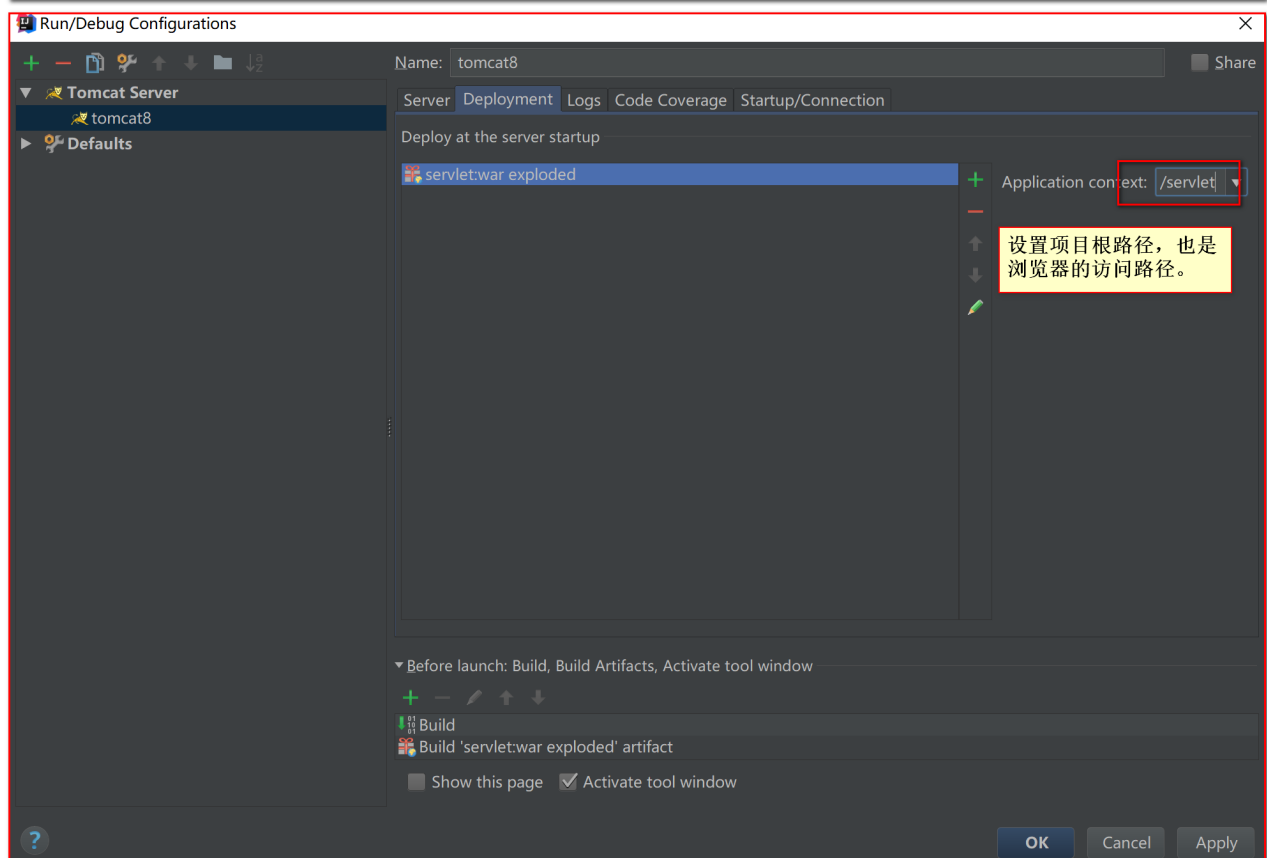 Run/Debug Configurations
Name: tomcat8
Share
Tomcat Server
tomcat8
Defaults
Server Deployment Logs Code Coverage Startup/Connection
Deploy at the server startup
servlet:war exploded
Application context: /servlet
设置项目根路径，也是
浏览器的访问路径。
Before launch: Build, Build Artifacts, Activate tool window
Build
Build 'servlet:war exploded' artifact
Show this page Activate tool window
?
OK Cancel Apply